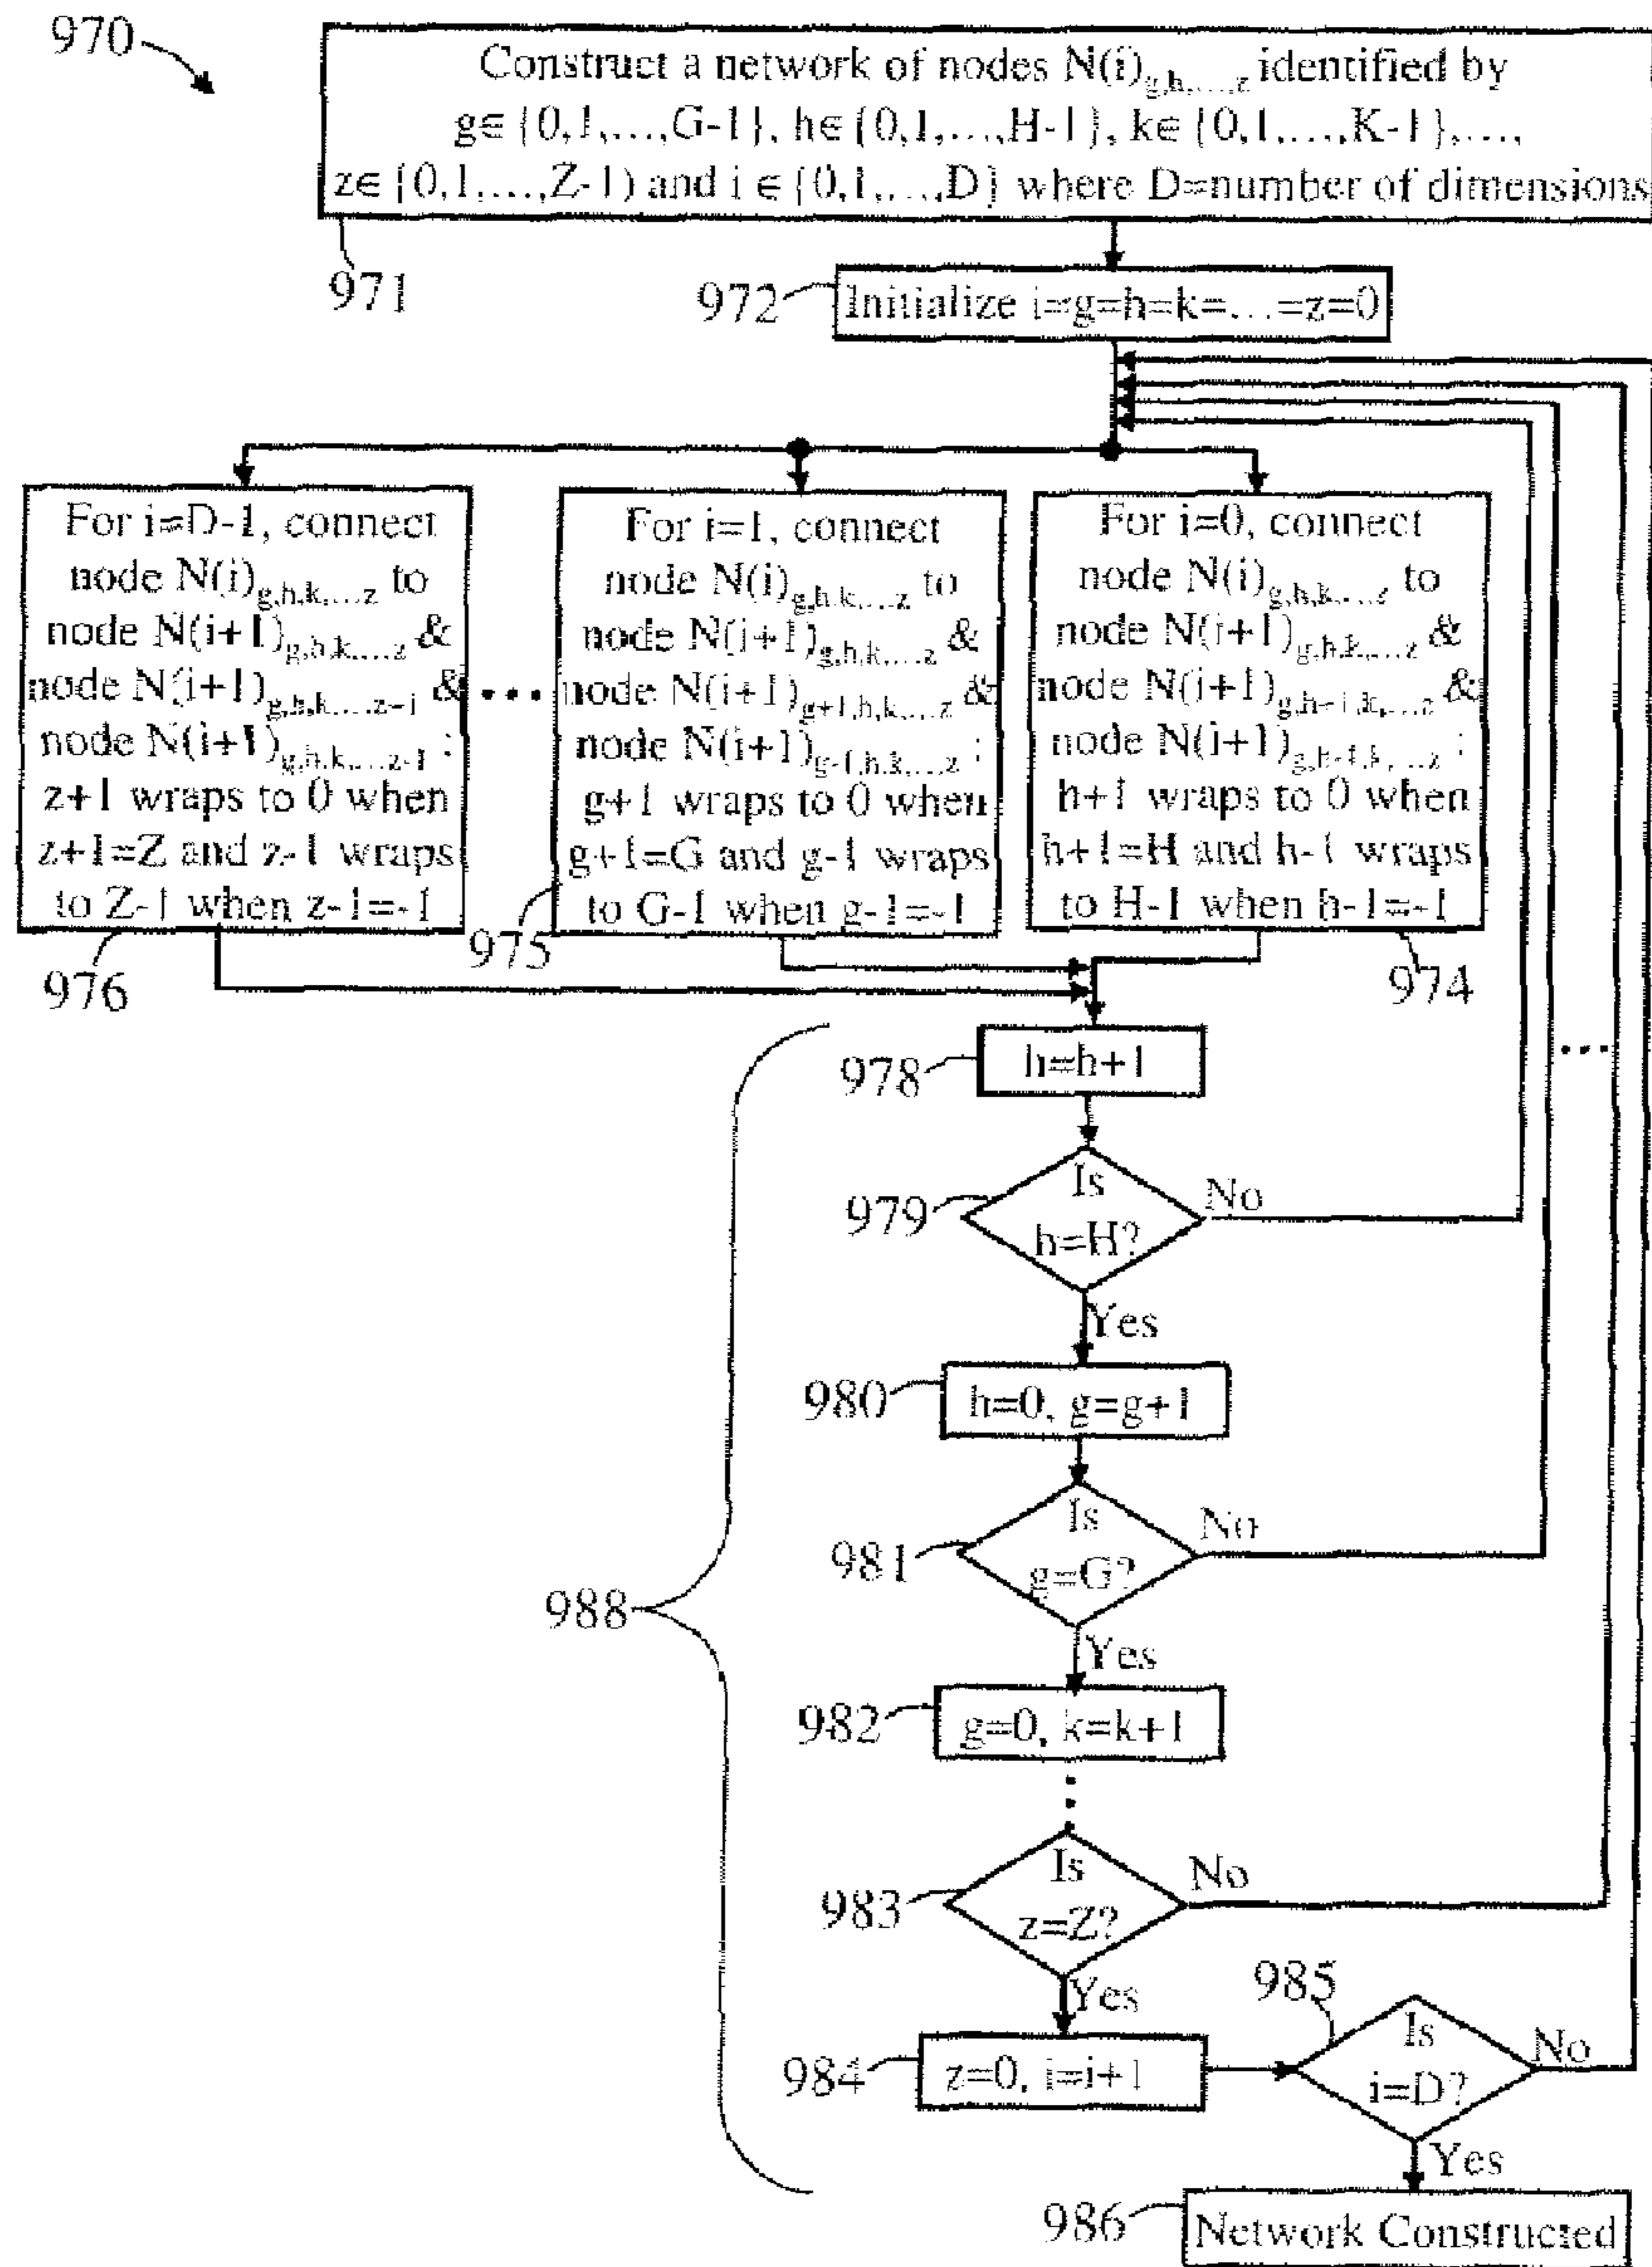 970
Construct a network of nodes N(i)g,h,...,z identified by
g∈{0,1,...,G-1}, h∈{0,1,...,H-1}, k∈{0,1,...,K-1},...,
z∈{0,1,...,Z-1) and i ∈{0,1,...,D} where D=number of dimensions
971
972
Initialize i=g=h=k=...=z=0
For i=D-1, connect
node N(i)g,h,k,...z to
node N(i+1)g,h,k,...z &
node N(i+1)g,h,k,...z+1 &
node N(i+1)g,h,k,...z-1 ;
z+1 wraps to 0 when
z+1=Z and z-1 wraps
to Z-1 when z-1=-1
976
...
For i=1, connect
node N(i)g,h,k,...z to
node N(i+1)g,h,k,...z &
node N(i+1)g+1,h,k,...z &
node N(i+1)g-1,h,k,...z ;
g+1 wraps to 0 when
g+1=G and g-1 wraps
to G-1 when g-1=-1
975
For i=0, connect
node N(i)g,h,k,...z to
node N(i+1)g,h,k,...z &
node N(i+1)g,h+1,k,...z &
node N(i+1)g,h-1,k,...z ;
h+1 wraps to 0 when
h+1=H and h-1 wraps
to H-1 when h-1=-1
974
978
h=h+1
...
979
Is
h=H?
No
Yes
980
h=0, g=g+1
981
Is
g=G?
No
988
Yes
982
g=0, k=k+1
983
Is
z=Z?
No
Yes
984
z=0, i=i+1
985
Is
i=D?
No
Yes
986
Network Constructed